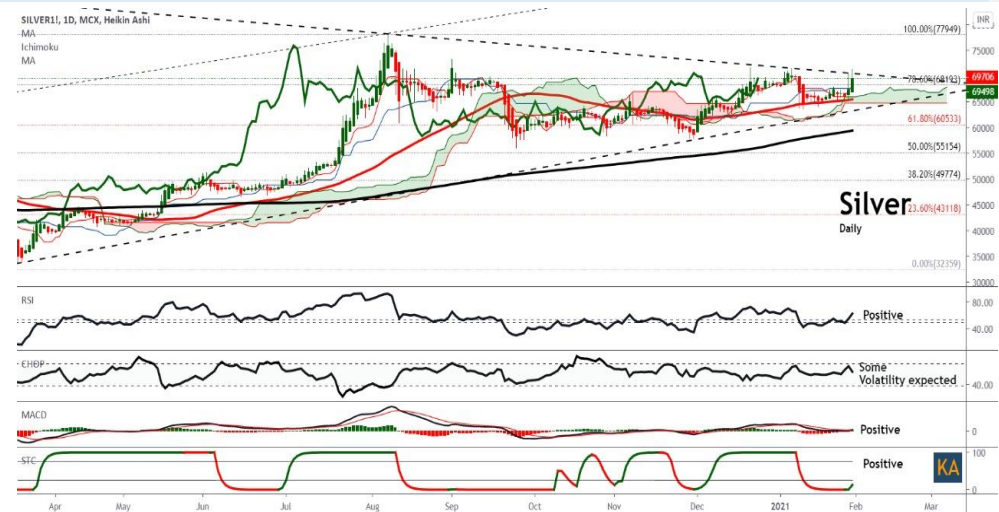 SILVER1!, 1D, MCX, Heikin Ashi
MA
Ichimoku
MA
INR
100.00%(77949)
75000
69706
78.60%(68193)
69498
65000
61.80%(60533)
60000
50.00%(55154)
55000
38.20%(49774)
50000
Silver
23.60%(43118)
45000
Daily
40000
35000
0.00%(32359)
30000
RSI
80.00
Positive
40.00
CHOP
Some
Volatility expected
40.00
MACD
Positive
0.00
STC
100.00
Positive
KA
0.00
Apr May Jun Jul Aug Sep Oct Nov Dec 2021 Feb Mar